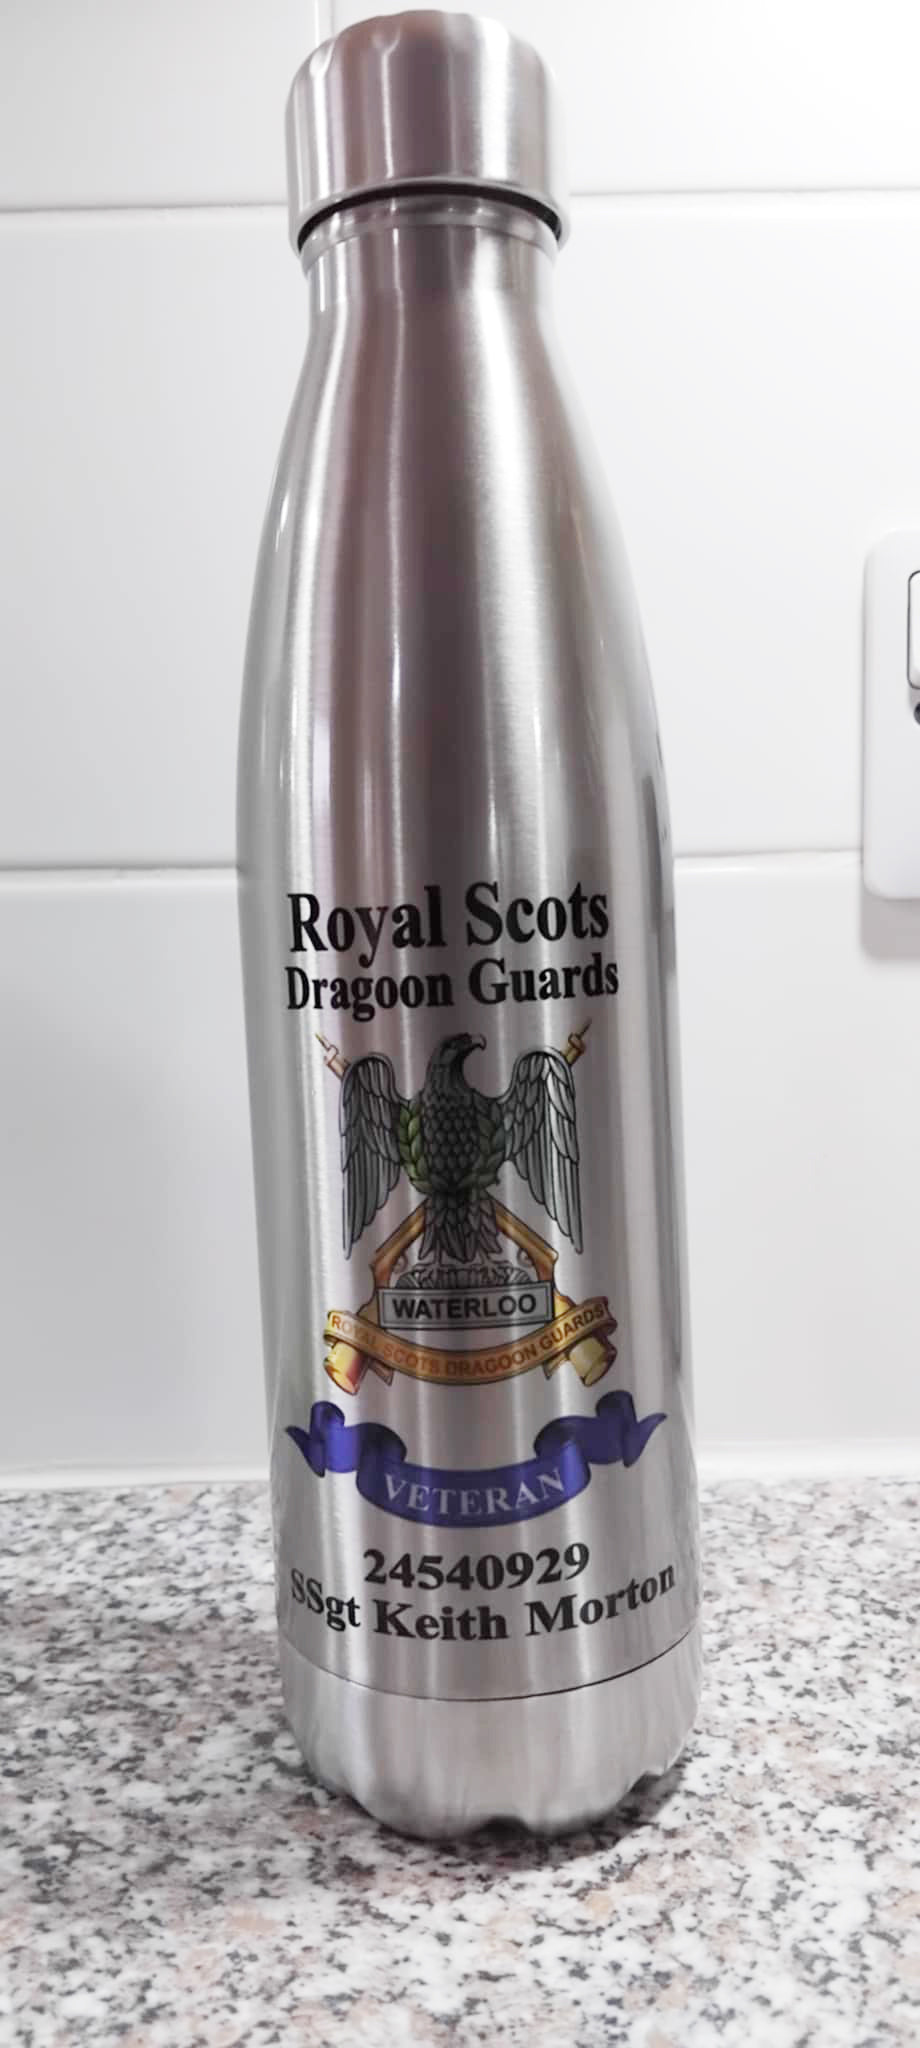 Royal Scots
Dragoon Guards
WATERLOO
ROYAL SCOTS DRAGOON GUARDS
VETERAN
24540929
SSgt Keith Morton